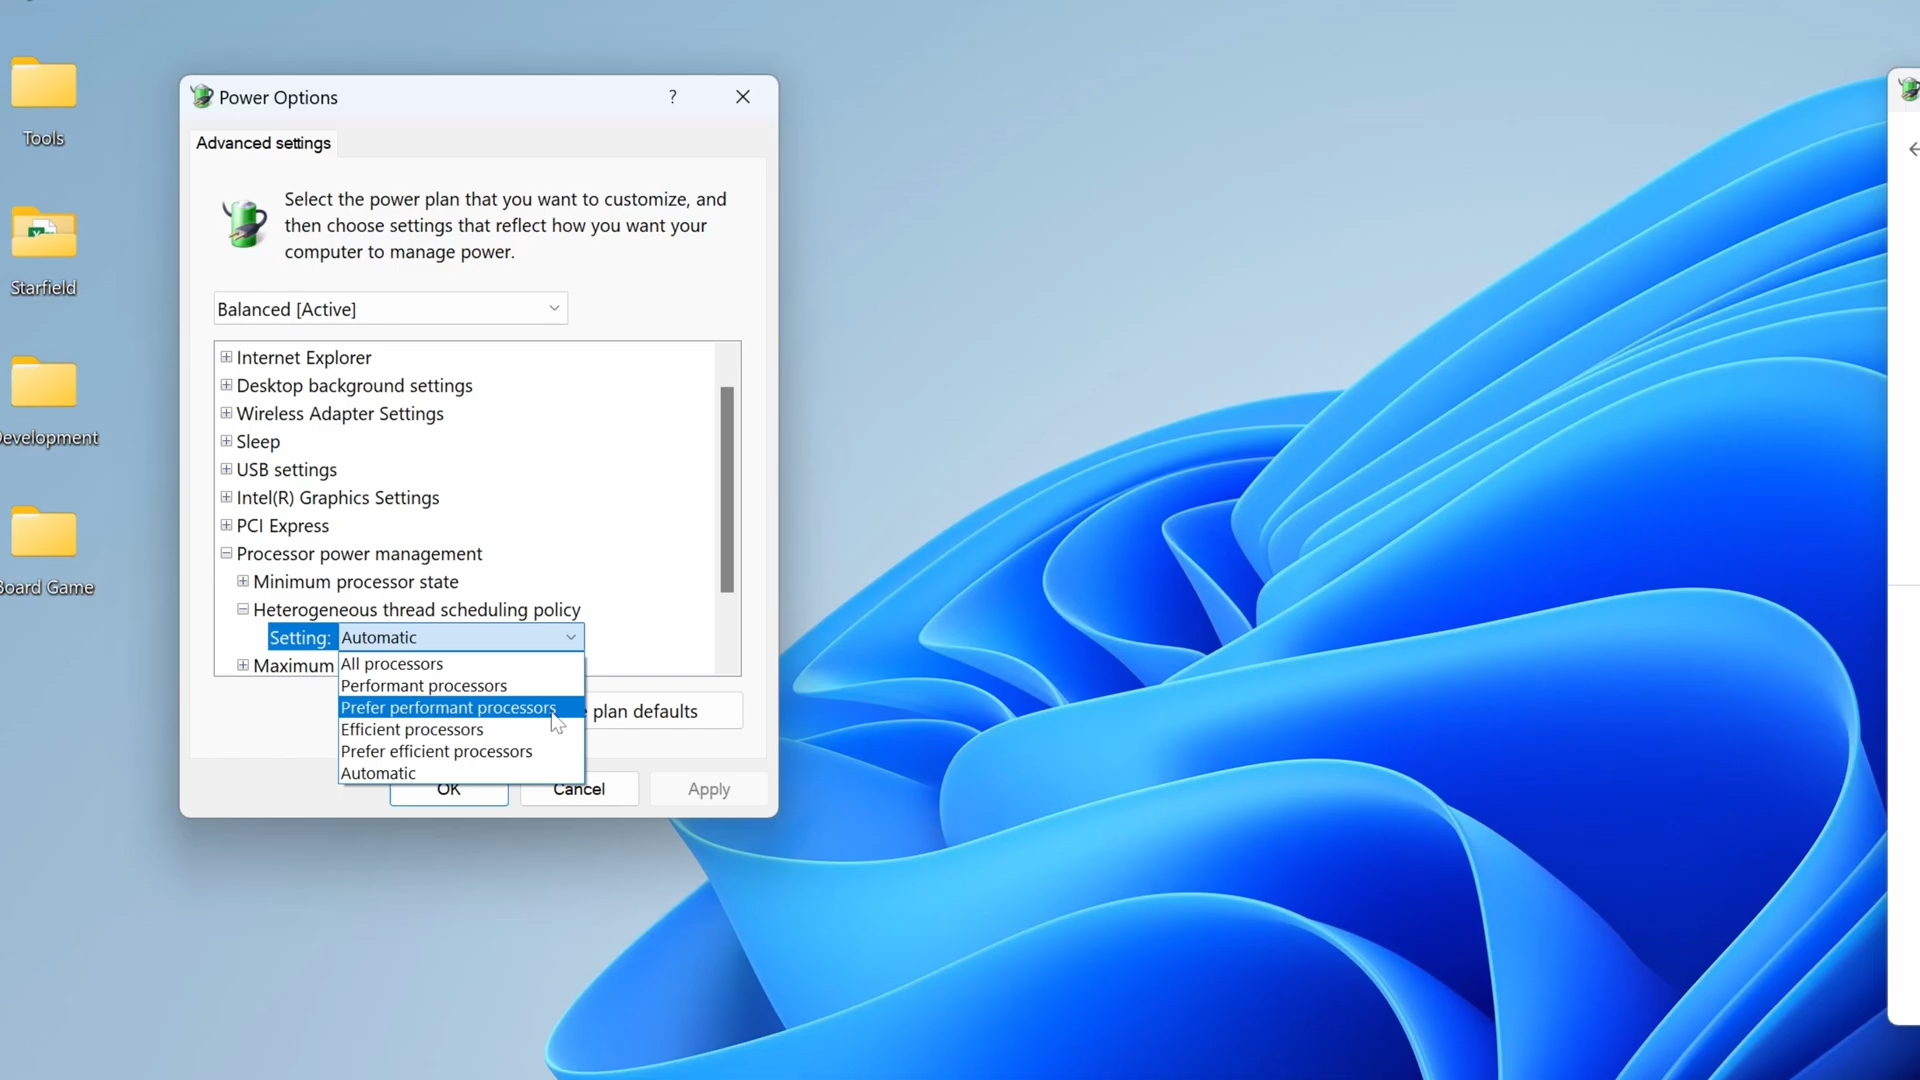 Tools
Starfield
Development
Board Game
Power Options
?
Advanced settings
Select the power plan that you want to customize, and
then choose settings that reflect how you want your
computer to manage power.
Balanced [Active]
Internet Explorer
Desktop background settings
Wireless Adapter Settings
Sleep
USB settings
Intel(R) Graphics Settings
PCI Express
Processor power management
Minimum processor state
Heterogeneous thread scheduling policy
Setting: Automatic
Maximum
All processors
Performant processors
Prefer performant processors
Efficient processors
Prefer efficient processors
Automatic
plan defaults
OK
Cancel
Apply